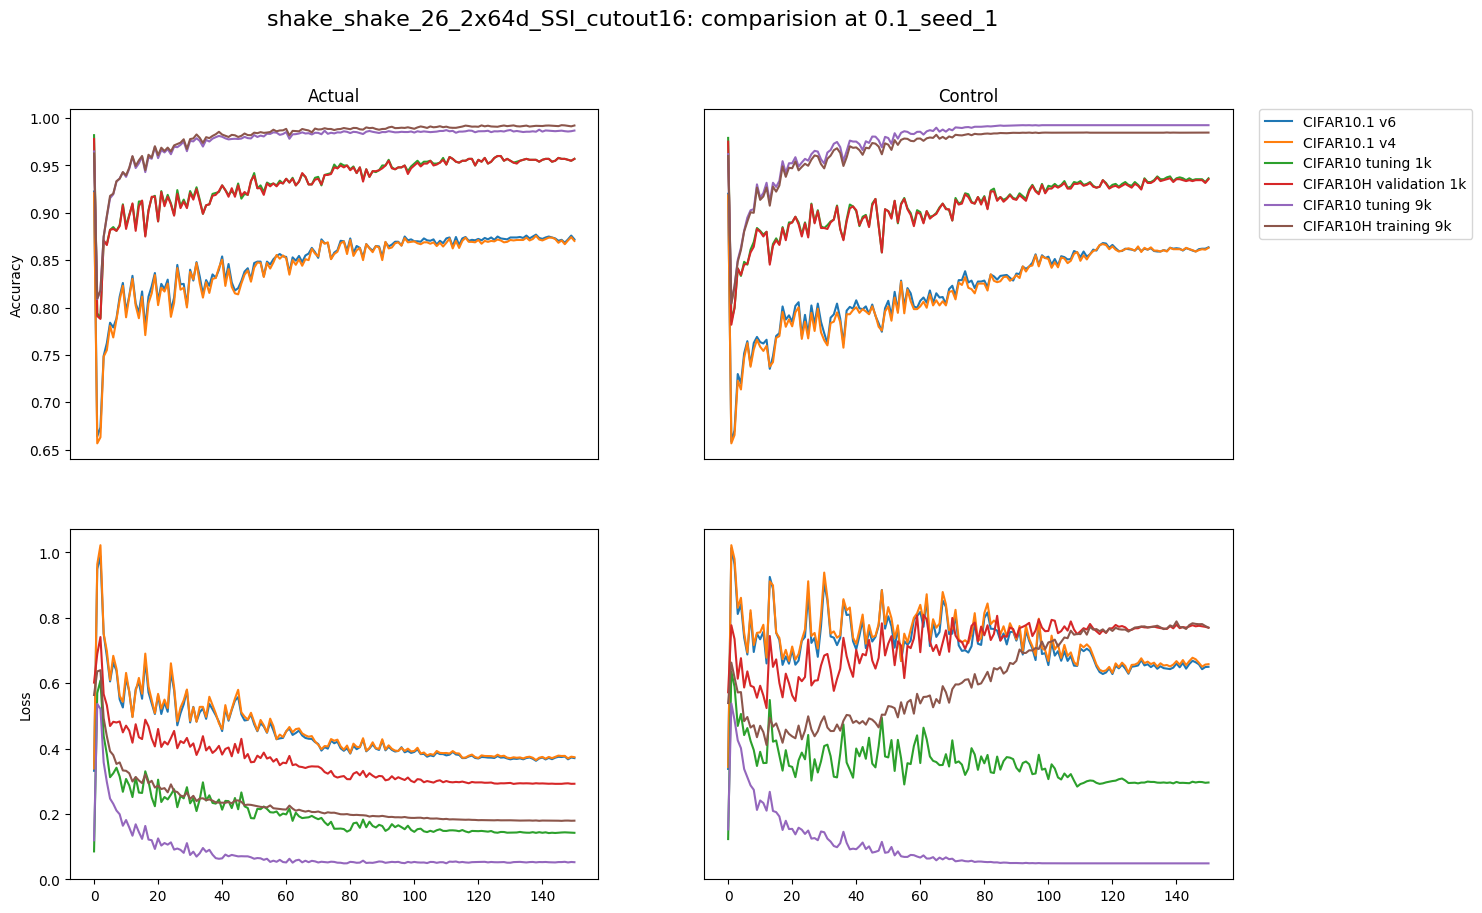 shake_shake_26_2x64d_SSI_cutout16: comparision at 0.1_seed_1
Actual
Control
Accuracy
1.00
0.95
0.90
0.85
0.80
0.75
0.70
0.65
CIFAR10.1 v6
CIFAR10.1 v4
CIFAR10 tuning 1k
CIFAR10H validation 1k
CIFAR10 tuning 9k
CIFAR10H training 9k
Loss
1.0
0.8
0.6
0.4
0.2
0.0
0 20 40 60 80 100 120 140
0 20 40 60 80 100 120 140